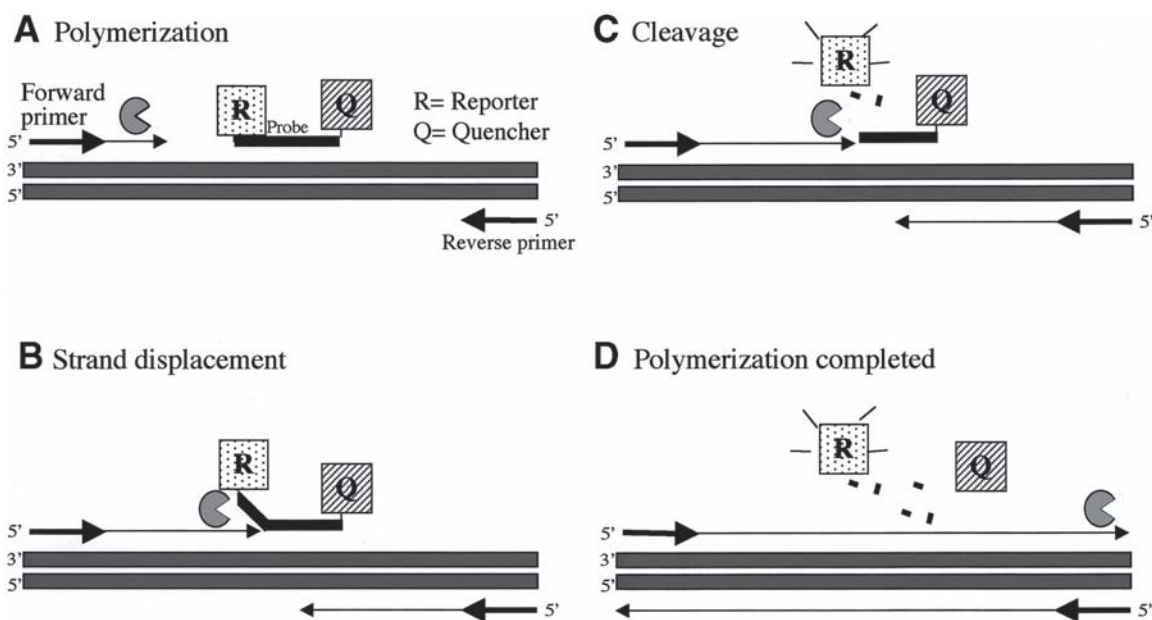 A Polymerization
Forward
primer
R
Probe
Q
R= Reporter
Q= Quencher
5'
3'
5'
5'
Reverse primer
B Strand displacement
R
Q
5'
3'
5'
5'
C Cleavage
R
Q
5'
3'
5'
5'
D Polymerization completed
R
Q
5'
3'
5'
5'